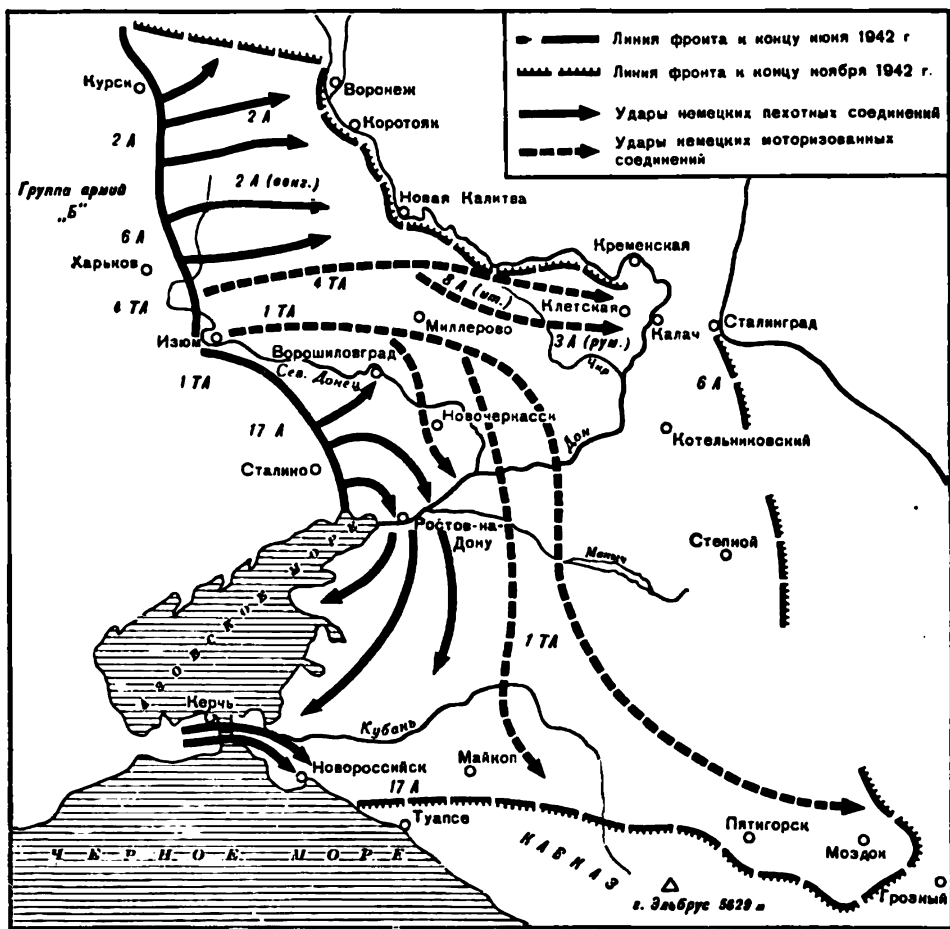 Линия фронта к концу июня 1942 г
Линия фронта к концу ноября 1942 г.
Удары немецких пехотных соединений
Удары немецких моторизованных
соединений
Курск
Воронеж
Коротояк
2 А
2 А
Группа армий
„Б"
2 А (венг.)
Новая Калитва
6 А
Харьков
Кременская
4 ТА
4 ТА
8 А (ит.)
Клетская
1 ТА
Миллерово
3 А (рум.)
Калач
Сталинград
Изюм
Ворошиловград
Сев. Донец
Чир
1 ТА
6 А
17 А
Новочеркасск
Дон
Котельниковский
Сталино
Ростов-на-
Дону
Маныч
Степной
АЗОВСКОЕ МОРЕ
1 ТА
Керчь
Кубань
Новороссийск
Майкоп
17 А
Туапсе
Пятигорск
Моздок
ЧЕРНОЕ МОРЕ
КАВКАЗ
Грозный
г. Эльбрус 5629 м